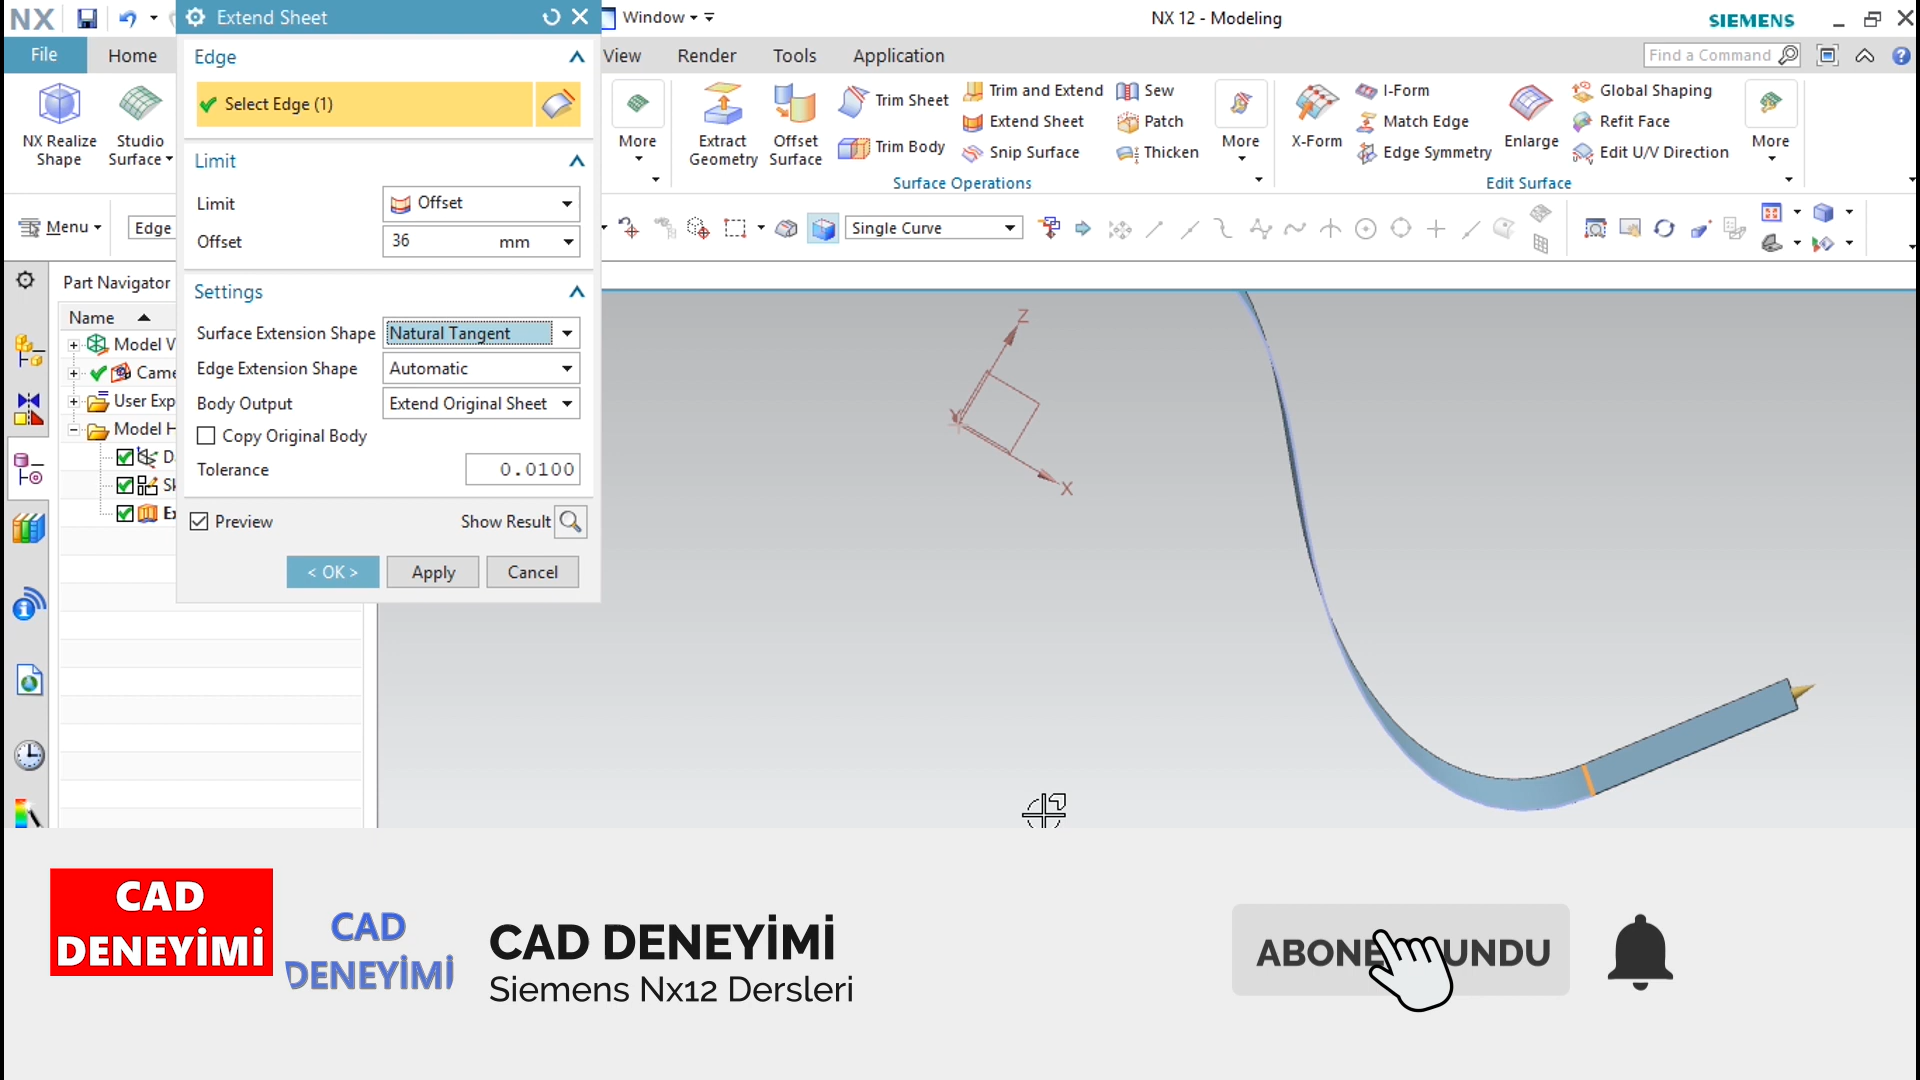 NX
Extend Sheet
Window
NX 12 - Modeling
SIEMENS
File
Home
View
Render
Tools
Application
Find a Command
NX Realize
Shape
Studio
Surface
More
Extract
Geometry
Offset
Surface
Trim Sheet
Trim Body
Trim and Extend
Extend Sheet
Snip Surface
Sew
Patch
Thicken
More
Surface Operations
X-Form
I-Form
Match Edge
Edge Symmetry
Enlarge
Global Shaping
Refit Face
Edit U/V Direction
More
Edit Surface
Menu
Edge
Single Curve
Edge
Select Edge (1)
Limit
Limit
Offset
Offset
36
mm
Settings
Surface Extension Shape
Natural Tangent
Edge Extension Shape
Automatic
Body Output
Extend Original Sheet
Copy Original Body
Tolerance
0.0100
Preview
Show Result
< OK >
Apply
Cancel
Part Navigator
Name
Model V
Came
User Exp
Model H
D
Sk
Ex
Z
Y
X
CAD
DENEYİMİ
CAD
DENEYİMİ
CAD DENEYİMİ
Siemens Nx12 Dersleri
ABONE UNDU